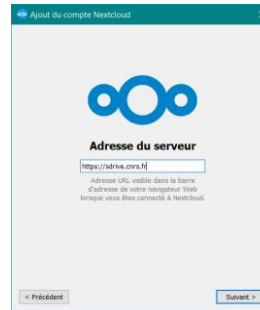 Ajout du compte Nextcloud
Adresse du serveur
https://sdrive.cnrs.fr
Adresse URL visible dans la barre
d'adresse de votre navigateur Web
lorsque vous êtes connecté à Nextcloud.
< Précédent
Suivant >